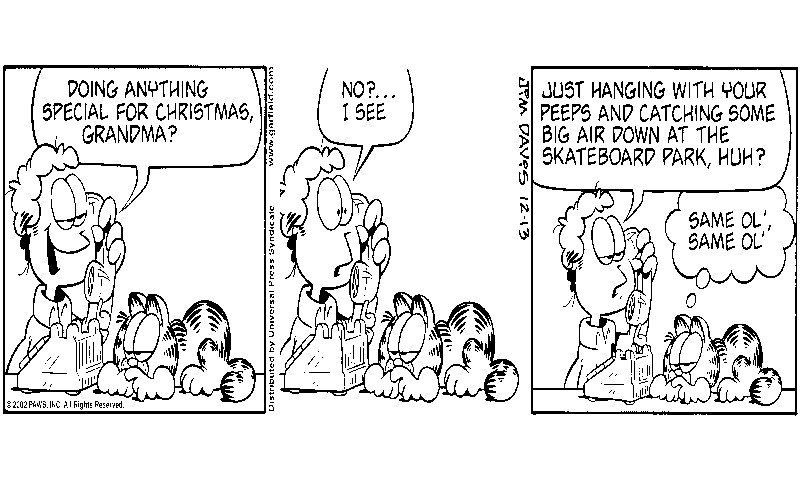 DOING ANYTHING
SPECIAL FOR CHRISTMAS,
GRANDMA?
© 2002 PAWS, INC. All Rights Reserved.
www.garfield.com
Distributed by Universal Press Syndicate
NO?...
I SEE
JIM DAVIS 12-13
JUST HANGING WITH YOUR
PEEPS AND CATCHING SOME
BIG AIR DOWN AT THE
SKATEBOARD PARK, HUH?
SAME OL',
SAME OL'